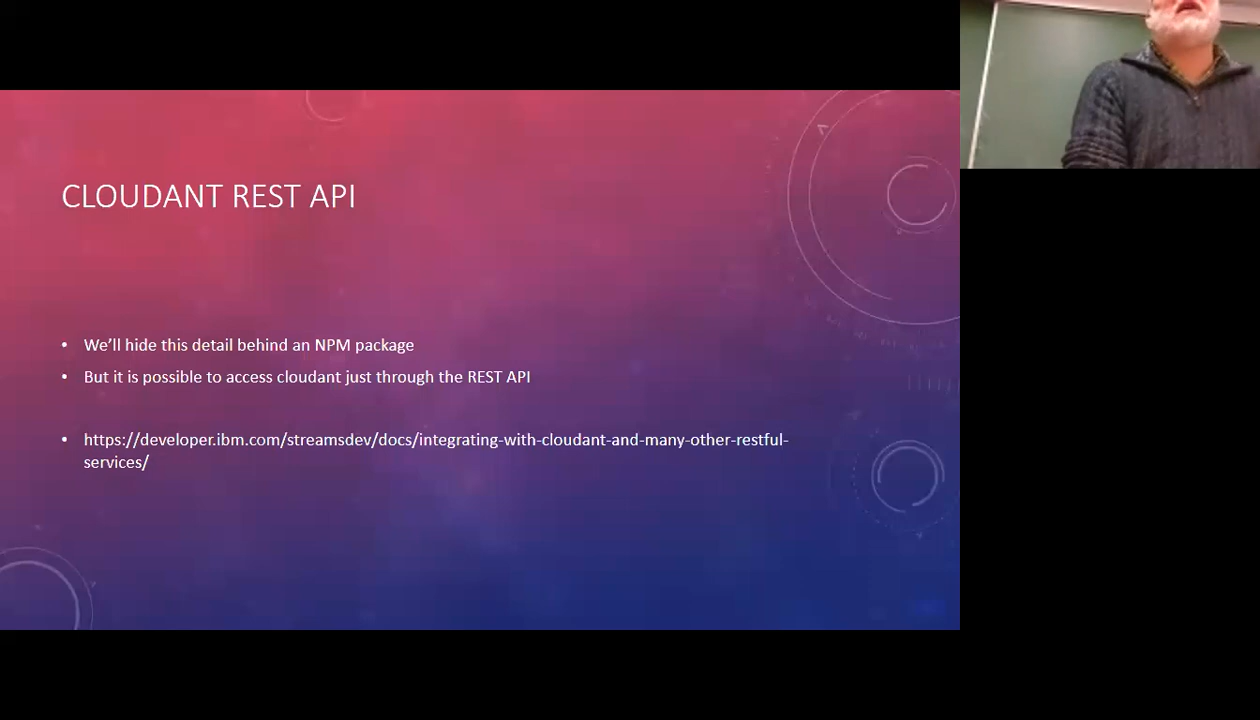 CLOUDANT REST API
• We’ll hide this detail behind an NPM package
• But it is possible to access cloudant just through the REST API
• https://developer.ibm.com/streamsdev/docs/integrating-with-cloudant-and-many-other-restful-
services/